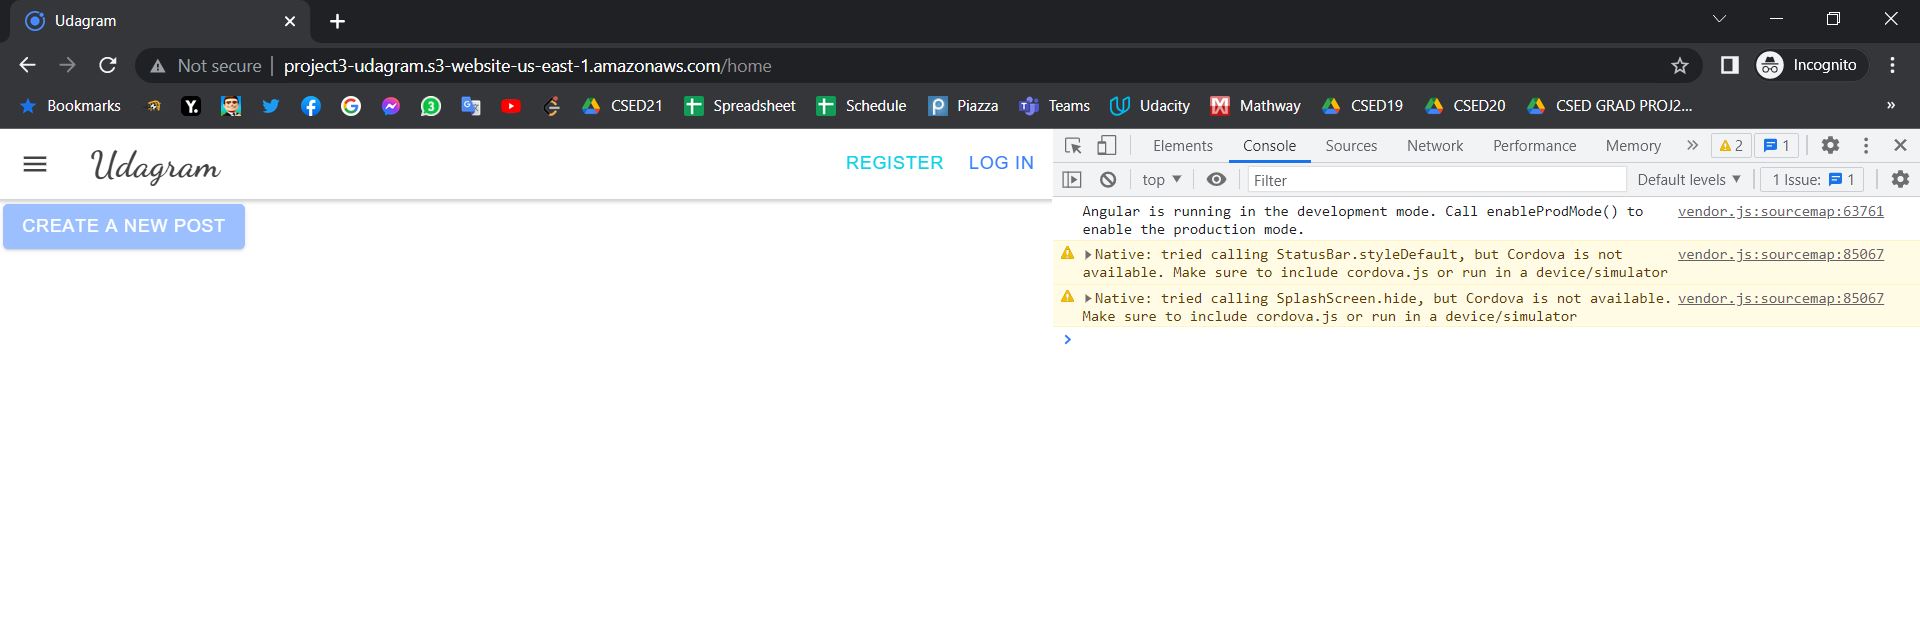 Udagram
Not secure project3-udagram.s3-website-us-east-1.amazonaws.com/home Incognito
Bookmarks Y. 3 CSED21 Spreadsheet Schedule Piazza Teams Udacity Mathway CSED19 CSED20 CSED GRAD PROJ2... »
Udagram REGISTER LOG IN
CREATE A NEW POST
Elements Console Sources Network Performance Memory » 2 1
top Filter Default levels 1 Issue: 1
Angular is running in the development mode. Call enableProdMode() to vendor.js:sourcemap:63761
enable the production mode.
Native: tried calling StatusBar.styleDefault, but Cordova is not vendor.js:sourcemap:85067
available. Make sure to include cordova.js or run in a device/simulator
Native: tried calling SplashScreen.hide, but Cordova is not available. vendor.js:sourcemap:85067
Make sure to include cordova.js or run in a device/simulator